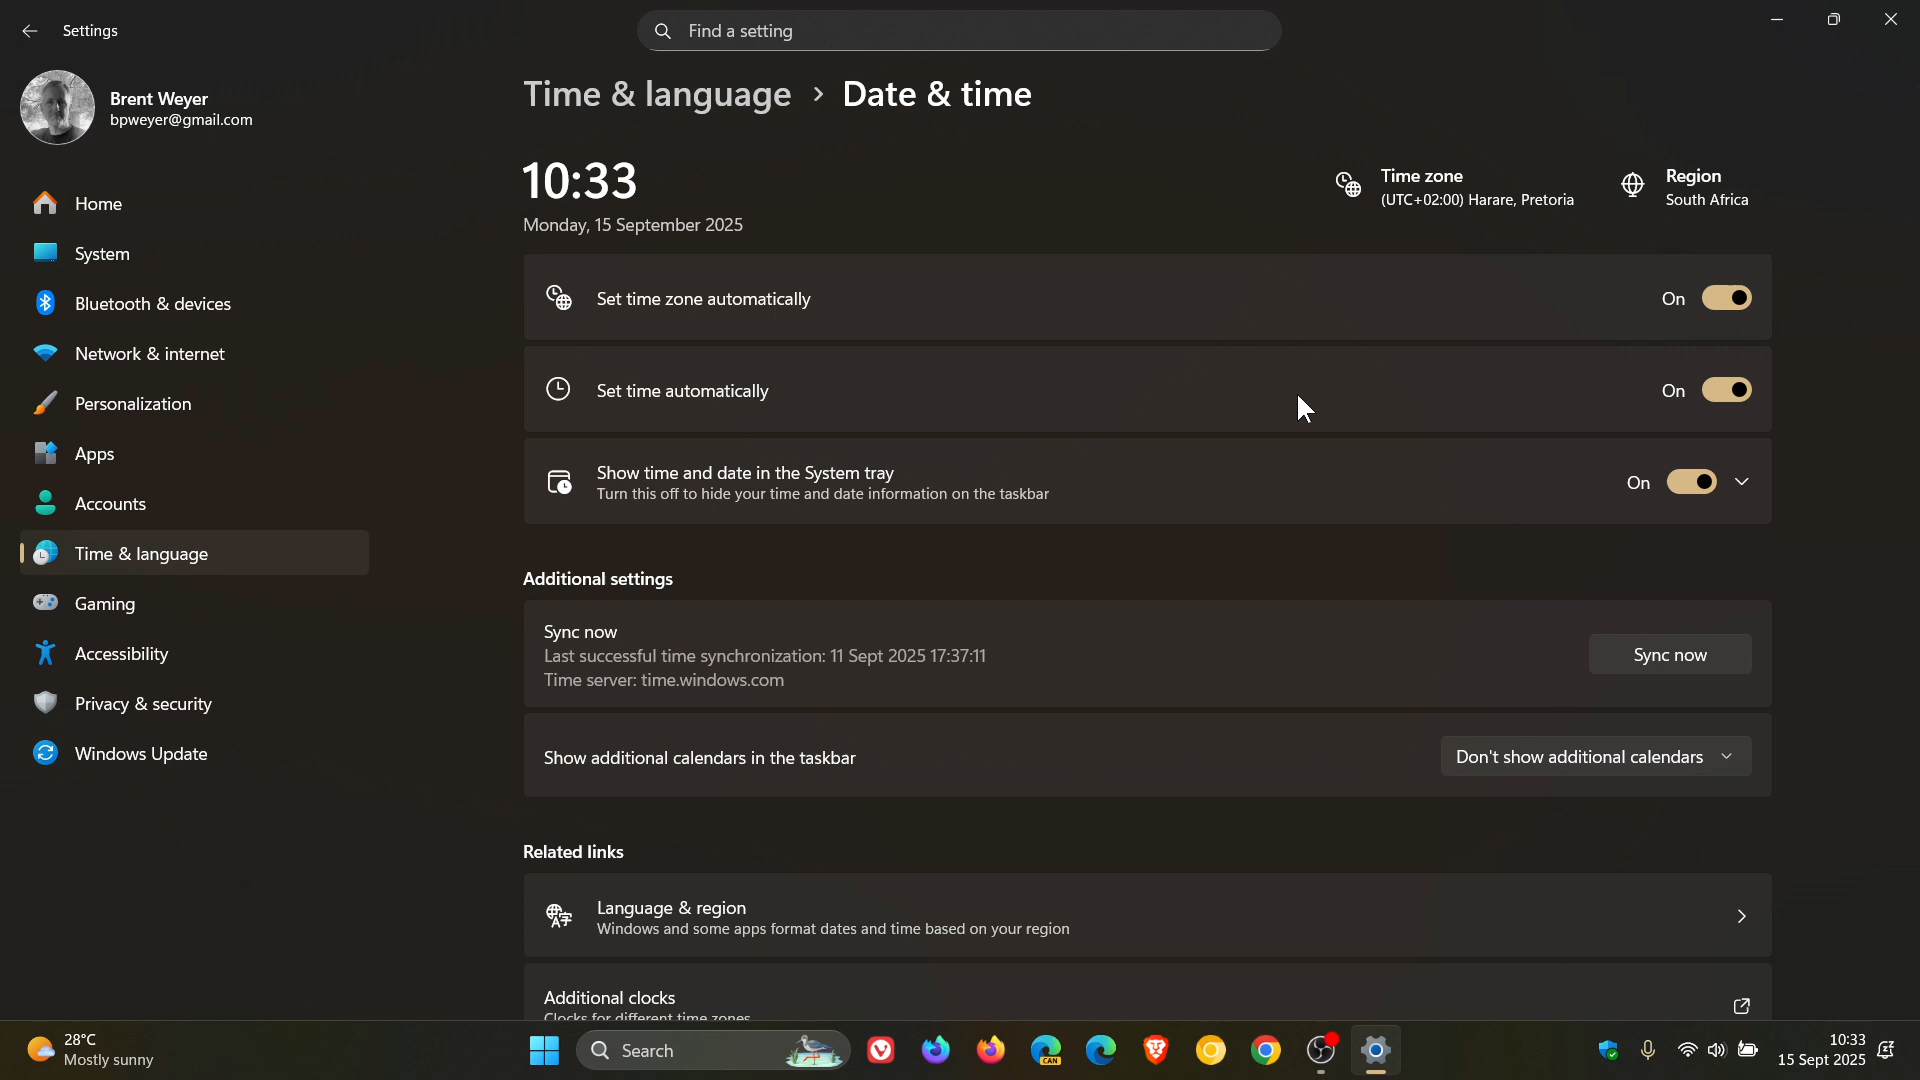 Settings
Find a setting
Brent Weyer
bpweyer@gmail.com
Home
System
Bluetooth & devices
Network & internet
Personalization
Apps
Accounts
Time & language
Gaming
Accessibility
Privacy & security
Windows Update
Time & language > Date & time
10:33
Monday, 15 September 2025
Time zone
(UTC+02:00) Harare, Pretoria
Region
South Africa
Set time zone automatically
On
Set time automatically
On
Show time and date in the System tray
Turn this off to hide your time and date information on the taskbar
On
Additional settings
Sync now
Last successful time synchronization: 11 Sept 2025 17:37:11
Time server: time.windows.com
Sync now
Show additional calendars in the taskbar
Don't show additional calendars
Related links
Language & region
Windows and some apps format dates and time based on your region
Additional clocks
Clocks for different time zones
28°C
Mostly sunny
Search
CAN
10:33
15 Sept 2025